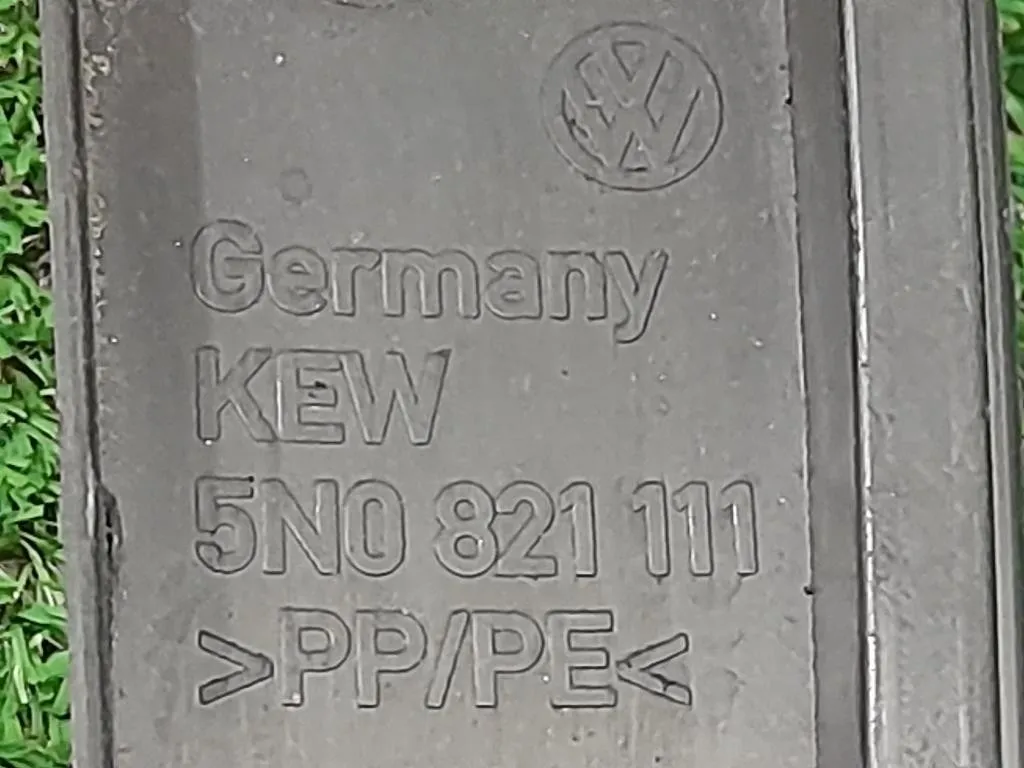 Germany
KEW
5N0 821 111
>PP/PE<